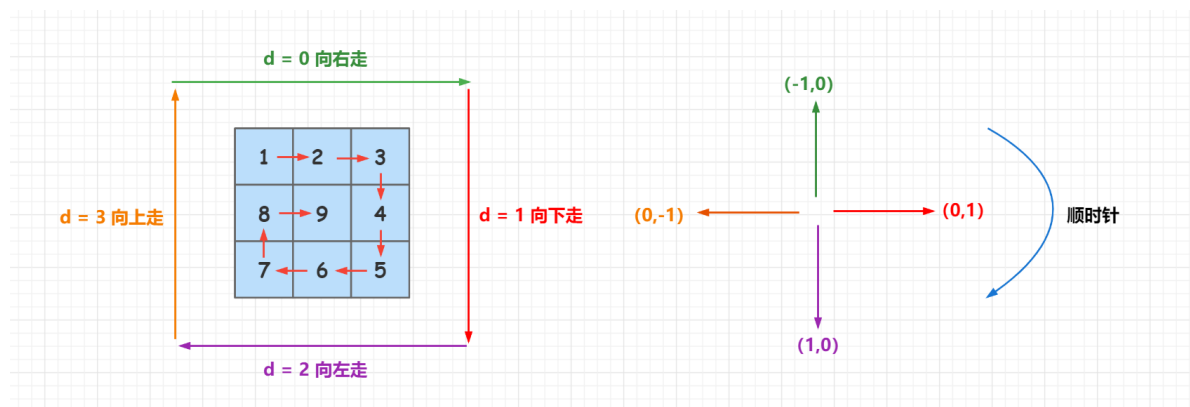 d = 0 向右走
(-1,0)
1 2 3
d = 3 向上走
8 9 4
d = 1 向下走
(0,-1)
(0,1)
顺时针
7 6 5
(1,0)
d = 2 向左走